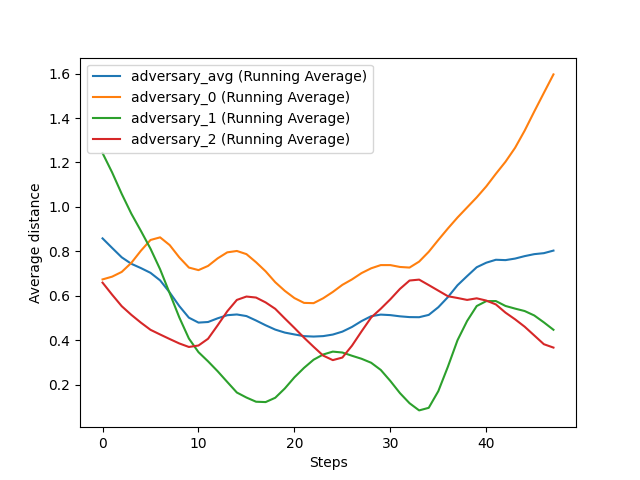 adversary_avg (Running Average)
adversary_0 (Running Average)
adversary_1 (Running Average)
adversary_2 (Running Average)
1.6
1.4
1.2
1.0
0.8
0.6
0.4
0.2
Average distance
0 10 20 30 40
Steps